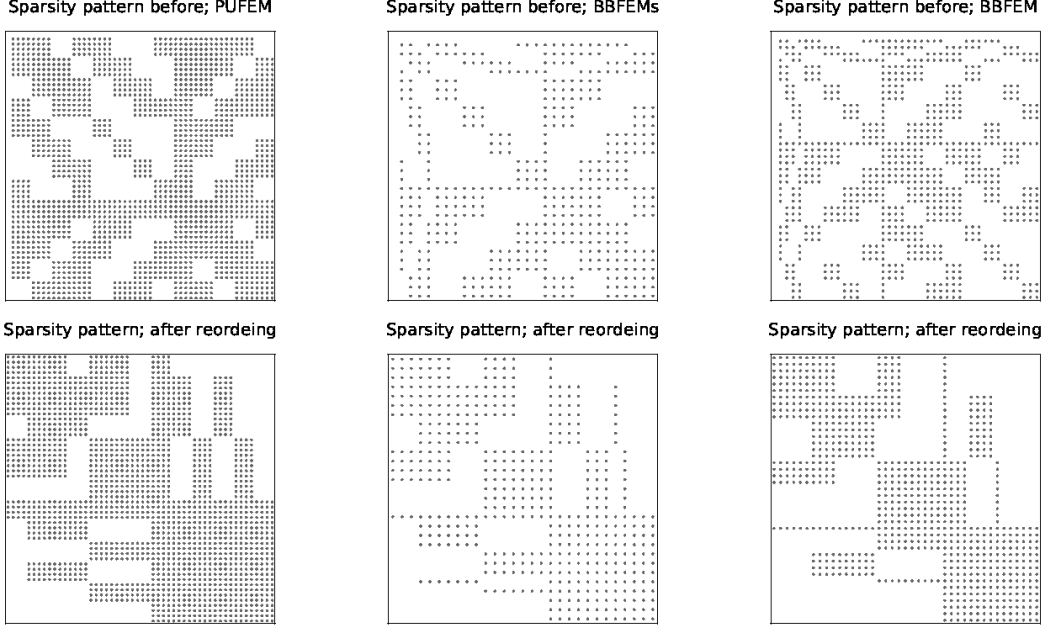 Sparsity pattern before; PUFEM
Sparsity pattern before; BBFEMs
Sparsity pattern before; BBFEM
Sparsity pattern; after reordeing
Sparsity pattern; after reordeing
Sparsity pattern; after reordeing